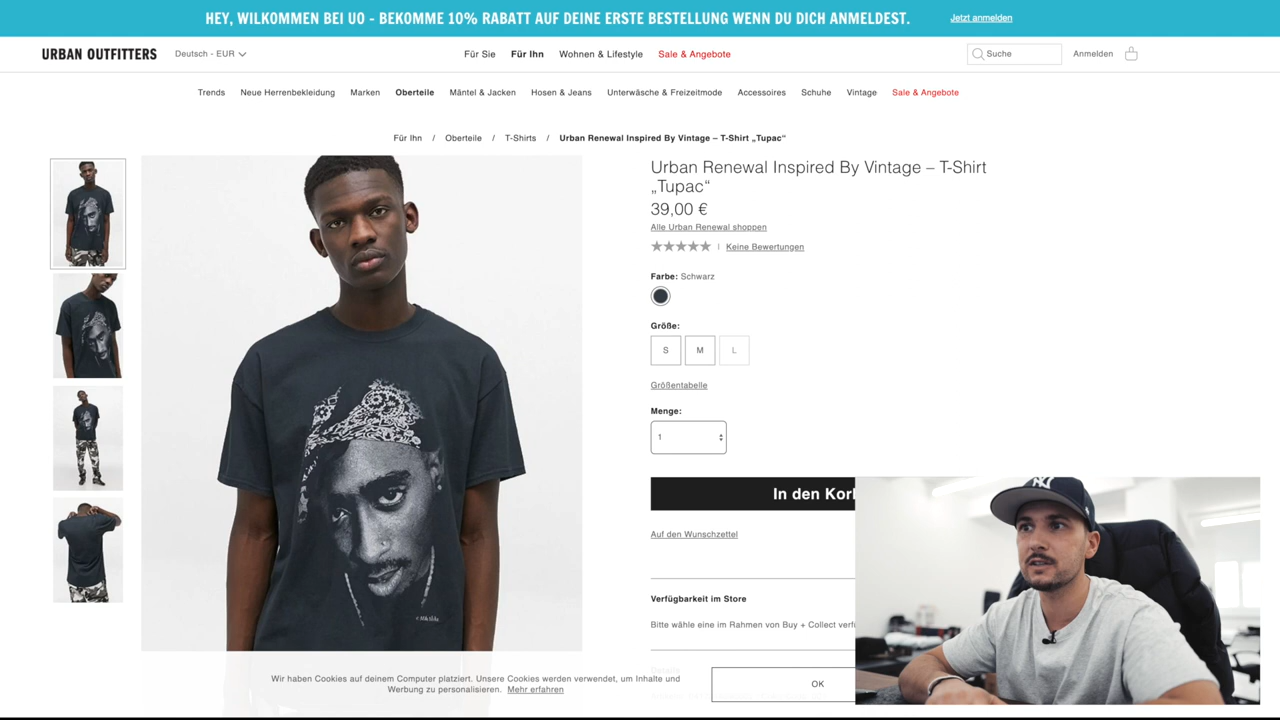 HEY, WILLKOMMEN BEI UO - BEKOMME 10% RABATT AUF DEINE ERSTE BESTELLUNG WENN DU DICH ANMELDEST. Jetzt anmelden
URBAN OUTFITTERS Deutsch - EUR Für Sie Für Ihn Wohnen & Lifestyle Sale & Angebote Suche Anmelden
Trends Neue Herrenbekleidung Marken Oberteile Mäntel & Jacken Hosen & Jeans Unterwäsche & Freizeitmode Accessoires Schuhe Vintage Sale & Angebote
Für Ihn / Oberteile / T-Shirts / Urban Renewal Inspired By Vintage – T-Shirt „Tupac“
Urban Renewal Inspired By Vintage – T-Shirt
„Tupac“
39,00 €
Alle Urban Renewal shoppen
Keine Bewertungen
Farbe: Schwarz
Größe:
S M L
Größentabelle
Menge:
1
In den Kor
Auf den Wunschzettel
Verfügbarkeit im Store
Bitte wähle eine im Rahmen von Buy + Collect verf
Details
Wir haben Cookies auf deinem Computer platziert. Unsere Cookies werden verwendet, um Inhalte und
Werbung zu personalisieren. Mehr erfahren
OK